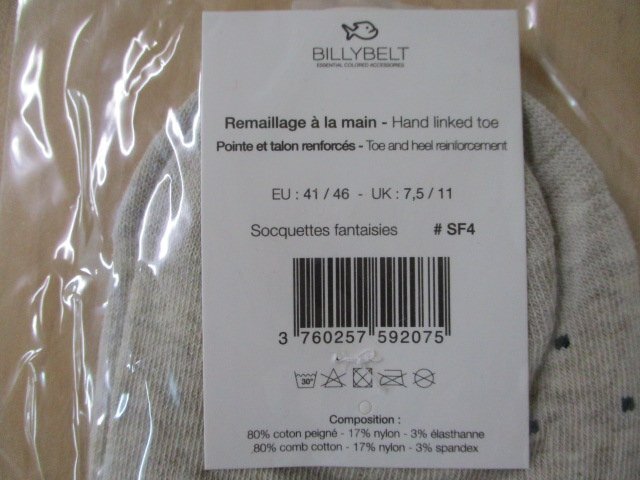 BILLYBELT
ESSENTIAL COLORED ACCESSORIES
Remaillage à la main - Hand linked toe
Pointe et talon renforcés - Toe and heel reinforcement
EU : 41 / 46 - UK : 7,5 / 11
Socquettes fantaisies # SF4
3 760257 592075
30°
Composition :
80% coton peigné - 17% nylon - 3% élasthanne
80% comb cotton - 17% nylon - 3% spandex